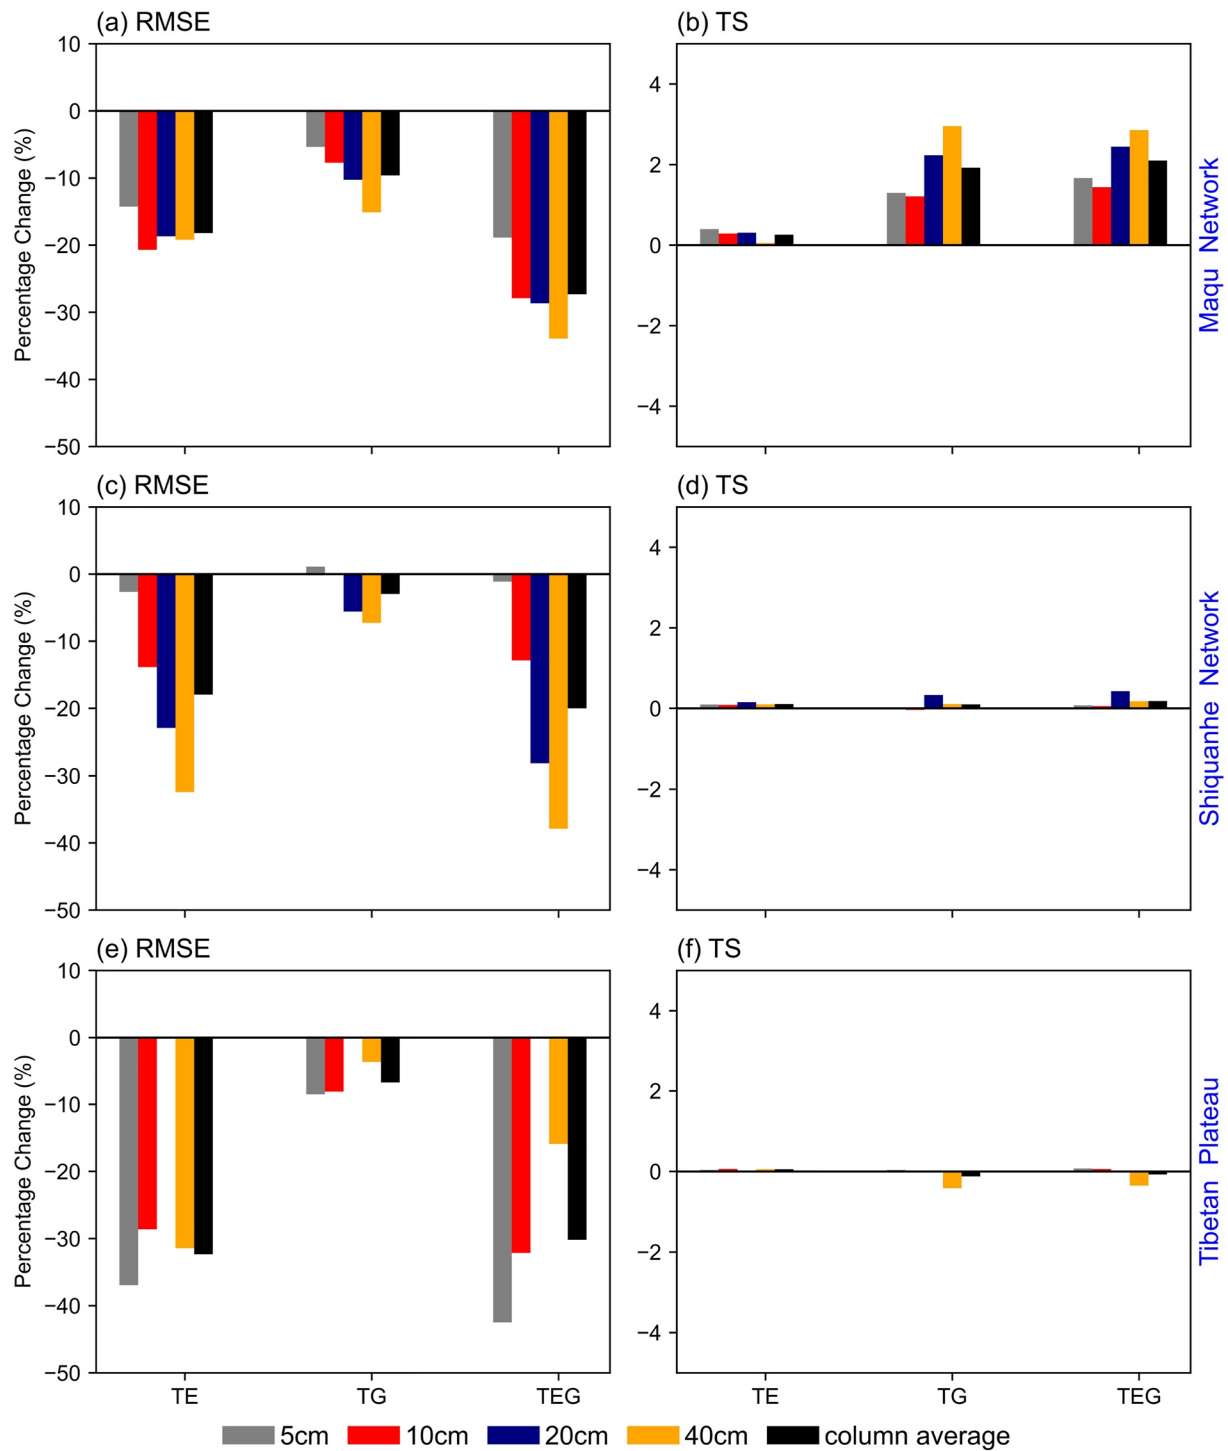 (a) RMSE
(b) TS
10
0
−10
−20
−30
−40
−50
Percentage Change (%)
4
2
0
−2
−4
Maqu Network
(c) RMSE
(d) TS
10
0
−10
−20
−30
−40
−50
Percentage Change (%)
4
2
0
−2
−4
Shiquanhe Network
(e) RMSE
(f) TS
10
0
−10
−20
−30
−40
−50
Percentage Change (%)
4
2
0
−2
−4
Tibetan Plateau
TE TG TEG
TE TG TEG
5cm 10cm 20cm 40cm column average